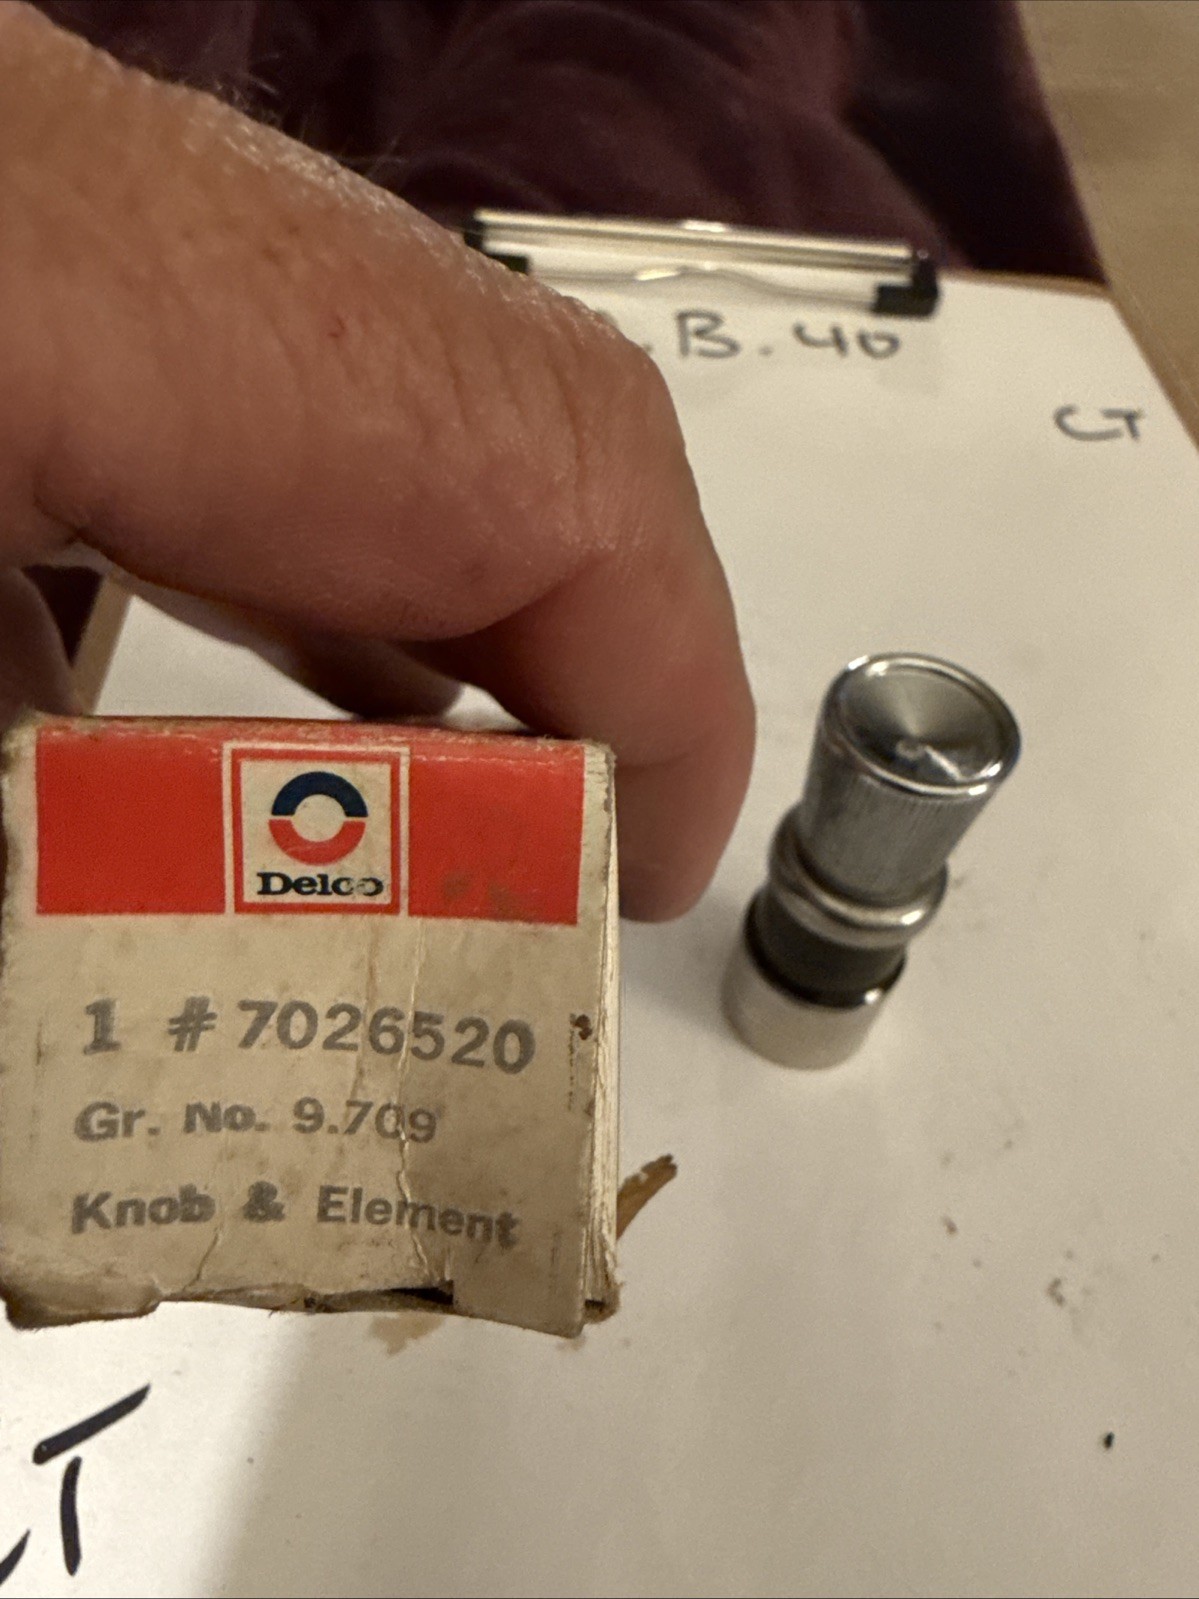 .B.40
CT
Delco
1 #7026520
Gr. No. 9.709
Knob & Element
T